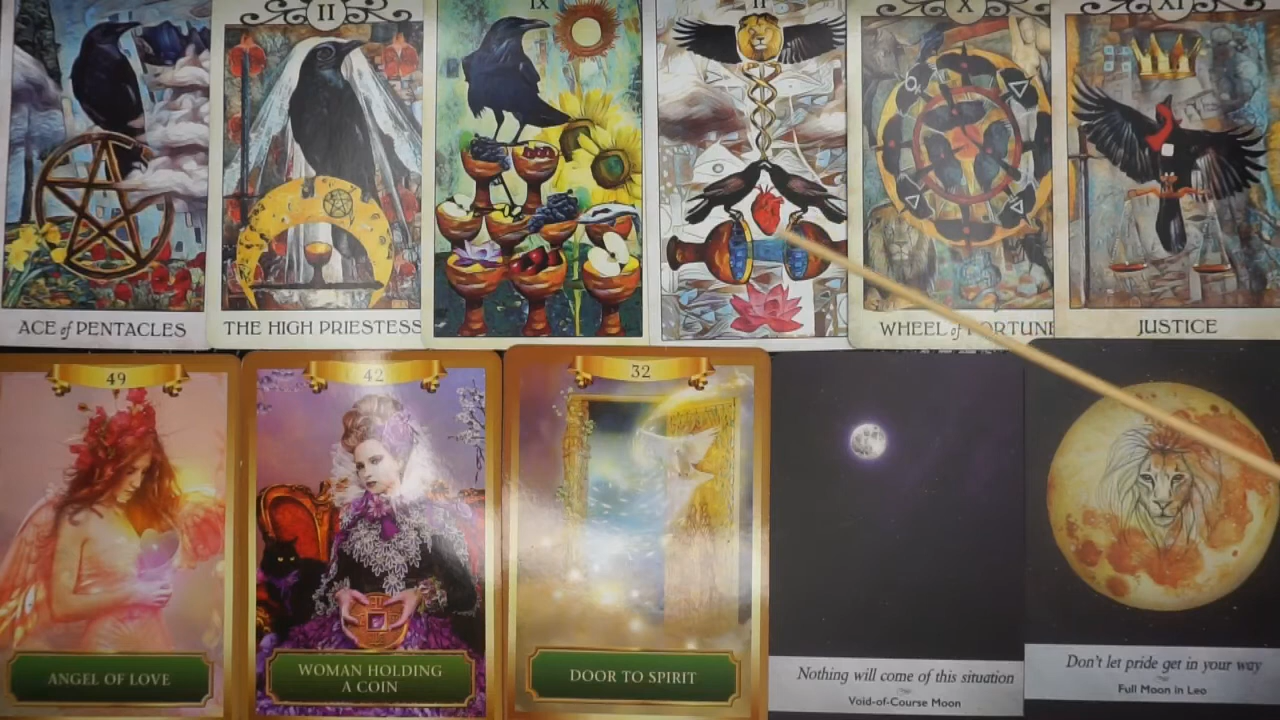 II
IX
II
X
XI
ACE of PENTACLES
THE HIGH PRIESTESS
WHEEL of FORTUNE
JUSTICE
49
42
32
ANGEL OF LOVE
WOMAN HOLDING
A COIN
DOOR TO SPIRIT
Nothing will come of this situation
Void-of-Course Moon
Don't let pride get in your way
Full Moon in Leo